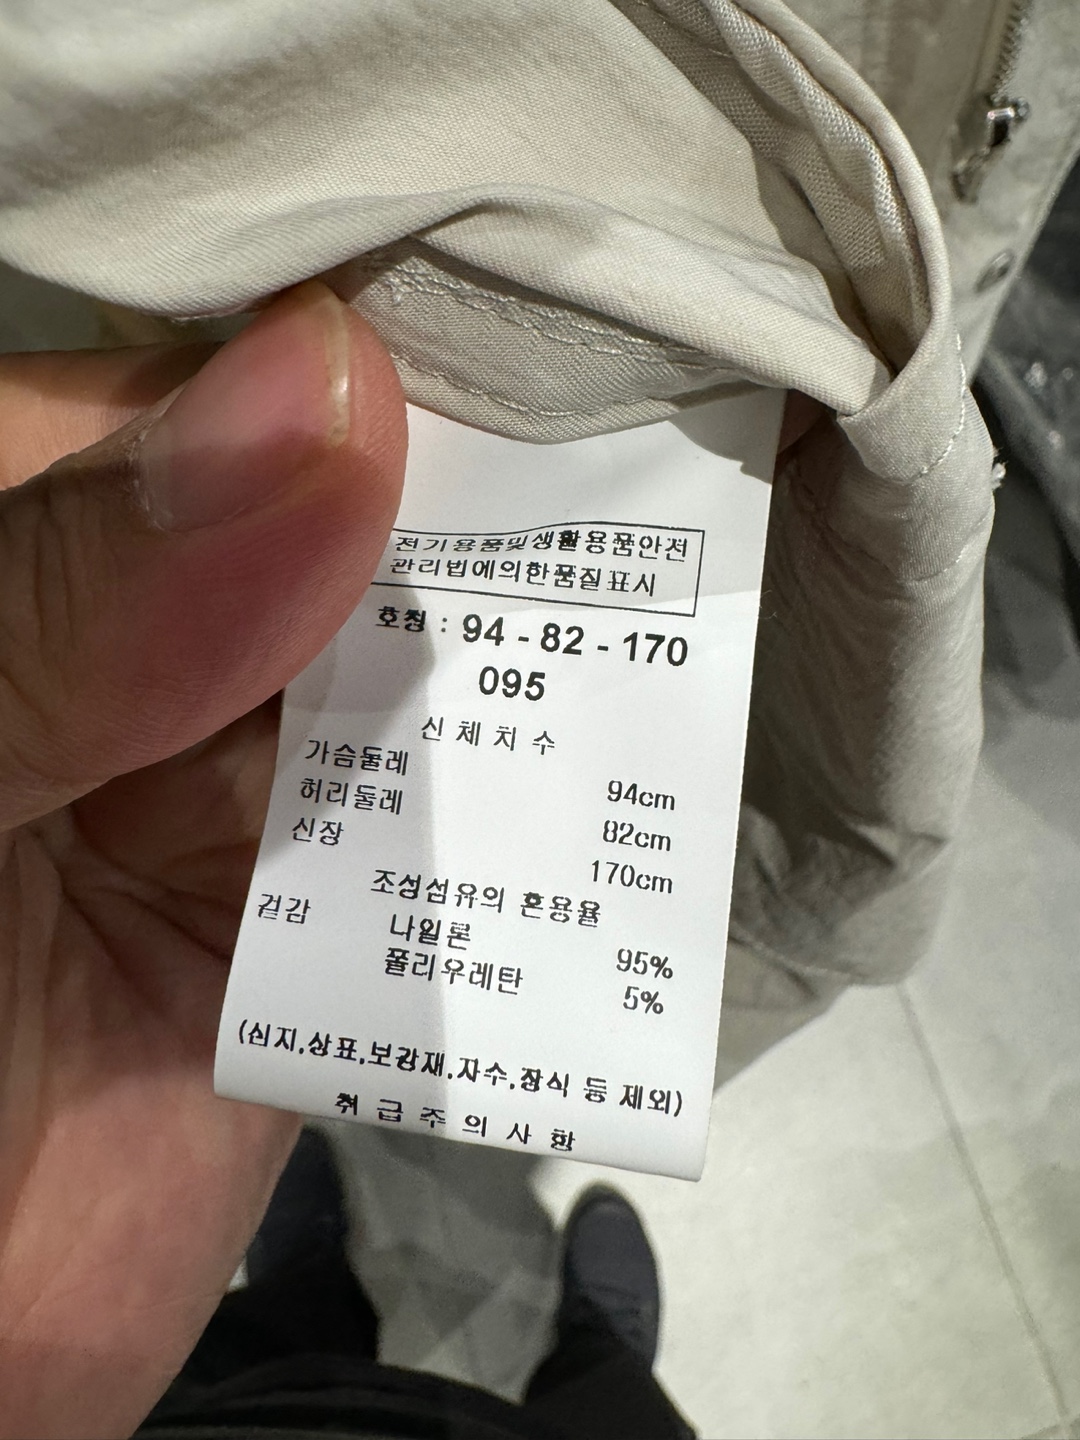 전기용품및생활용품안전
관리법에의한품질표시
호칭 : 94 - 82 - 170
095
신 체 치 수
가슴둘레 94cm
허리둘레 82cm
신장 170cm
조성섬유의 혼용율
겉감 나일론 95%
폴리우레탄 5%
(심지,상표,보강재,자수,장식 등 제외)
취 급 주 의 사 항